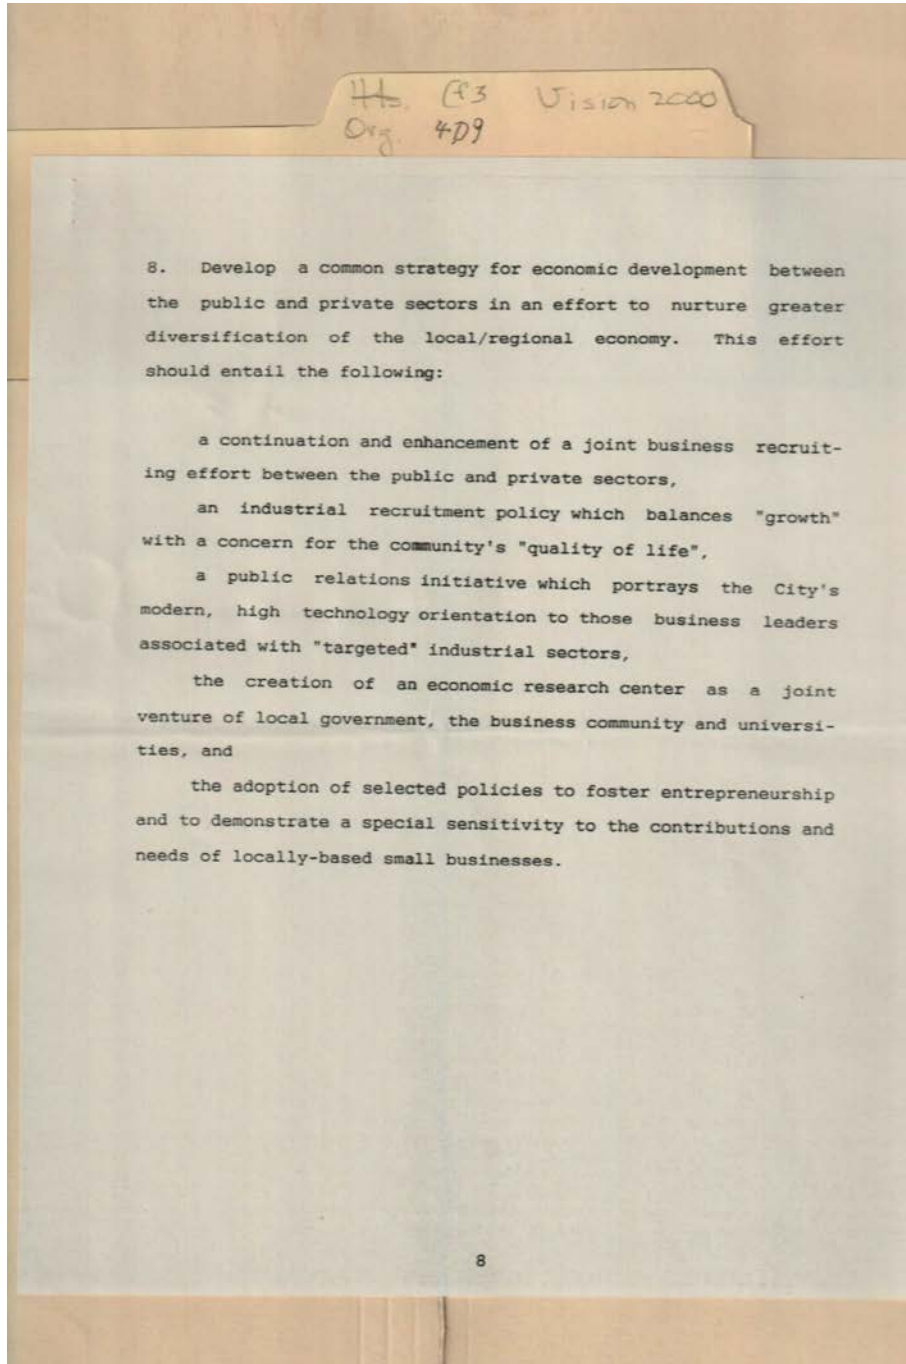 Hts. Cf3 Vision 2000
Org. 4D9
8. Develop a common strategy for economic development between
the public and private sectors in an effort to nurture greater
diversification of the local/regional economy. This effort
should entail the following:
a continuation and enhancement of a joint business recruit-
ing effort between the public and private sectors,
an industrial recruitment policy which balances "growth"
with a concern for the community's "quality of life",
a public relations initiative which portrays the City's
modern, high technology orientation to those business leaders
associated with "targeted" industrial sectors,
the creation of an economic research center as a joint
venture of local government, the business community and universi-
ties, and
the adoption of selected policies to foster entrepreneurship
and to demonstrate a special sensitivity to the contributions and
needs of locally-based small businesses.
8